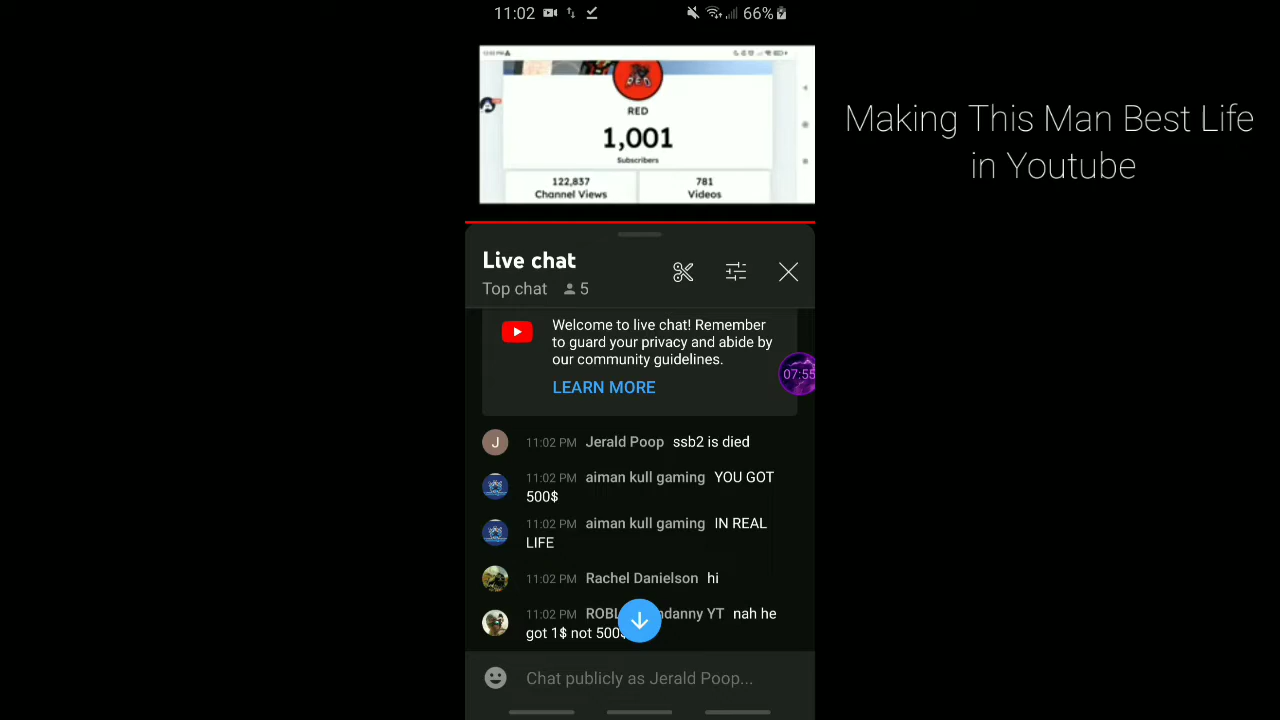 11:02
66%
RED
RED
1,001
Subscribers
122,837
Channel Views
781
Videos
Making This Man Best Life
in Youtube
Live chat
Top chat 5
Welcome to live chat! Remember
to guard your privacy and abide by
our community guidelines.
LEARN MORE
07:55
J
11:02 PM Jerald Poop ssb2 is died
11:02 PM aiman kull gaming YOU GOT
500$
11:02 PM aiman kull gaming IN REAL
LIFE
11:02 PM Rachel Danielson hi
11:02 PM YT nah he
got 1$ not 500$
Chat publicly as Jerald Poop...